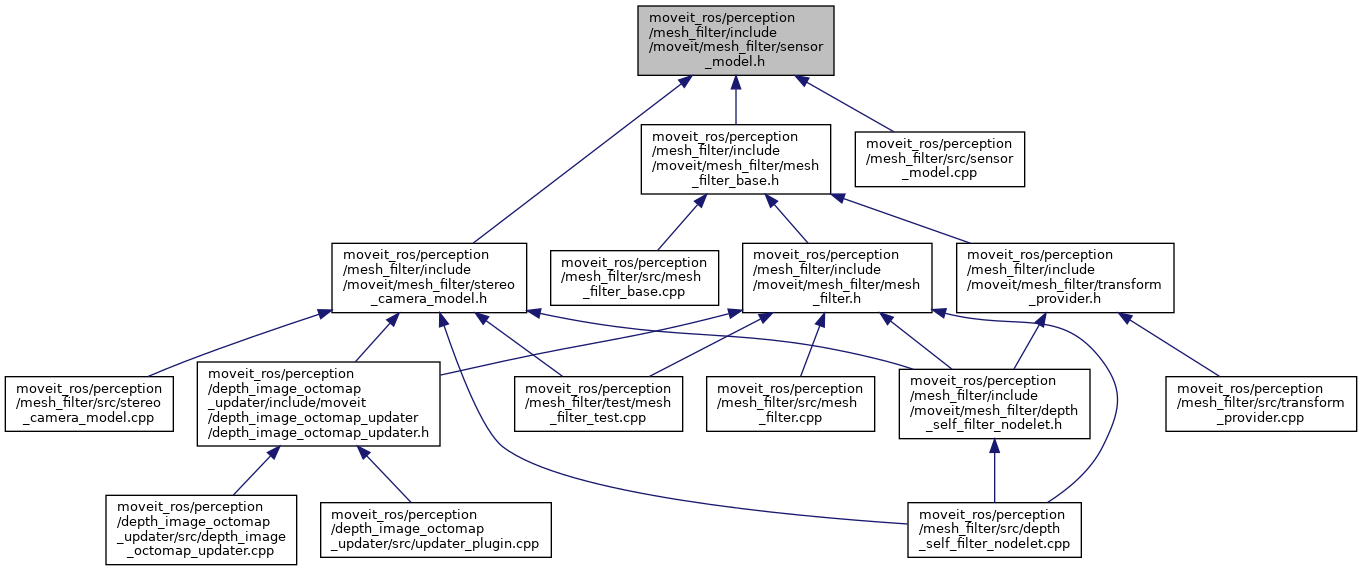 moveit_ros/perception
/mesh_filter/include
/moveit/mesh_filter/sensor
_model.h
moveit_ros/perception
/mesh_filter/include
/moveit/mesh_filter/mesh
_filter_base.h
moveit_ros/perception
/mesh_filter/src/sensor
_model.cpp
moveit_ros/perception
/mesh_filter/include
/moveit/mesh_filter/stereo
_camera_model.h
moveit_ros/perception
/mesh_filter/src/mesh
_filter_base.cpp
moveit_ros/perception
/mesh_filter/include
/moveit/mesh_filter/mesh
_filter.h
moveit_ros/perception
/mesh_filter/include
/moveit/mesh_filter/transform
_provider.h
moveit_ros/perception
/mesh_filter/src/stereo
_camera_model.cpp
moveit_ros/perception
/depth_image_octomap
_updater/include/moveit
/depth_image_octomap_updater
/depth_image_octomap_updater.h
moveit_ros/perception
/mesh_filter/test/mesh
_filter_test.cpp
moveit_ros/perception
/mesh_filter/src/mesh
_filter.cpp
moveit_ros/perception
/mesh_filter/include
/moveit/mesh_filter/depth
_self_filter_nodelet.h
moveit_ros/perception
/mesh_filter/src/transform
_provider.cpp
moveit_ros/perception
/depth_image_octomap
_updater/src/depth_image
_octomap_updater.cpp
moveit_ros/perception
/depth_image_octomap
_updater/src/updater_plugin.cpp
moveit_ros/perception
/mesh_filter/src/depth
_self_filter_nodelet.cpp